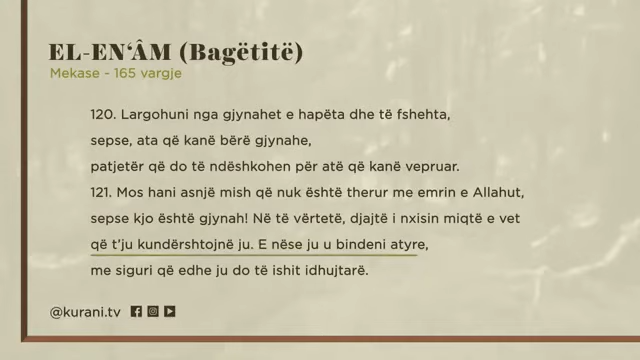 EL-EN‘ÂM (Bagëtitë)
Mekase - 165 vargje
120. Largohuni nga gjynahet e hapëta dhe të fshehta,
sepse, ata që kanë bërë gjynahe,
patjetër që do të ndëshkohen për atë që kanë vepruar.
121. Mos hani asnjë mish që nuk është therur me emrin e Allahut,
sepse kjo është gjynah! Në të vërtetë, djajtë i nxisin miqtë e vet
që t’ju kundërshtojnë ju. E nëse ju u bindeni atyre,
me siguri që edhe ju do të ishit idhujtarë.
@kurani.tv